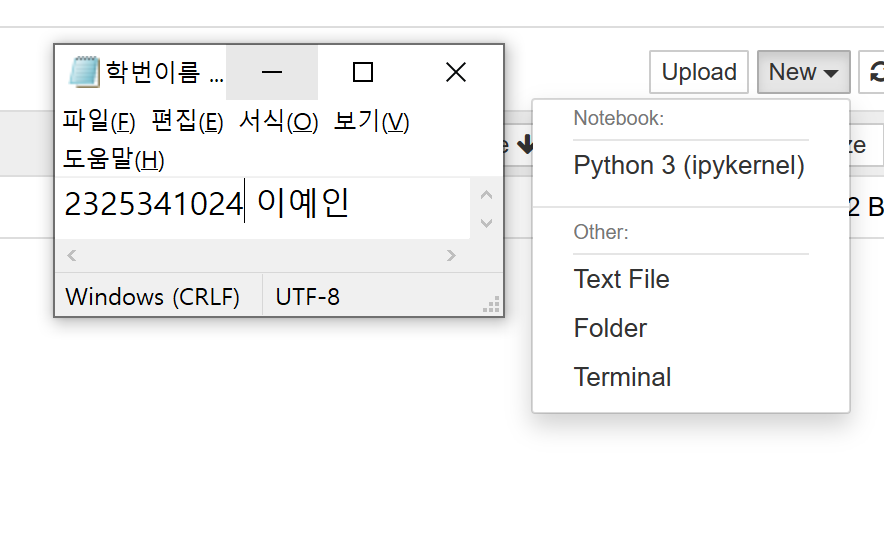 학번이름 ...
파일(F) 편집(E) 서식(O) 보기(V)
도움말(H)
2325341024 이예인
Windows (CRLF) UTF-8
Upload New
Notebook:
Python 3 (ipykernel)
Other:
Text File
Folder
Terminal